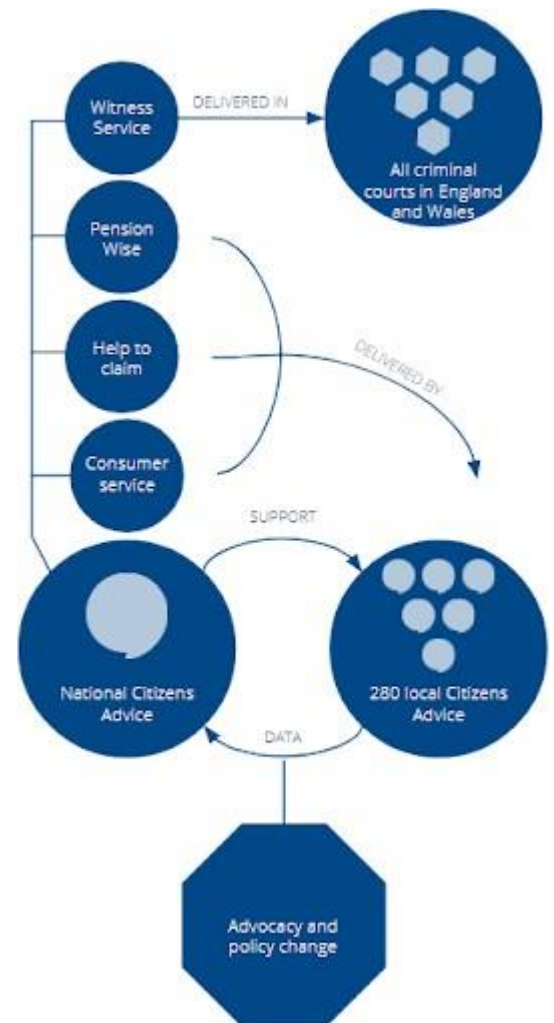 Witness
Service
DELIVERED IN
All criminal
courts in England
and Wales
Pension
Wise
Help to
claim
DELIVERED BY
Consumer
service
SUPPORT
National Citizens
Advice
280 local Citizens
Advice
DATA
Advocacy and
policy change